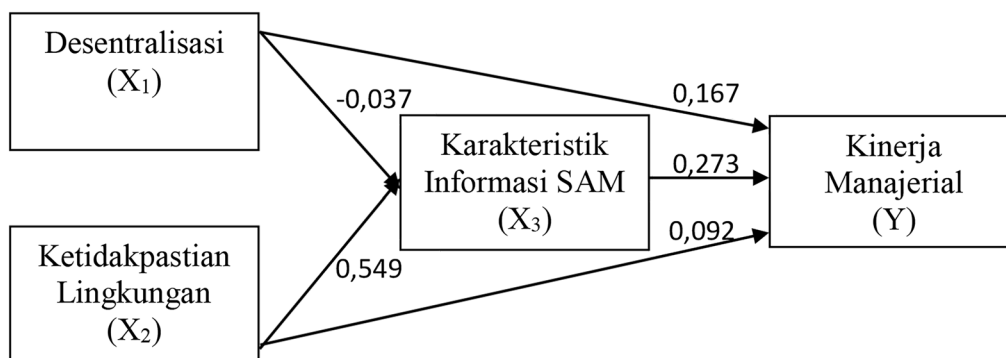 Desentralisasi
(X₁)
-0,037
0,167
Karakteristik
Informasi SAM
(X₃)
0,273
Kinerja
Manajerial
(Y)
Ketidakpastian
Lingkungan
(X₂)
0,549
0,092